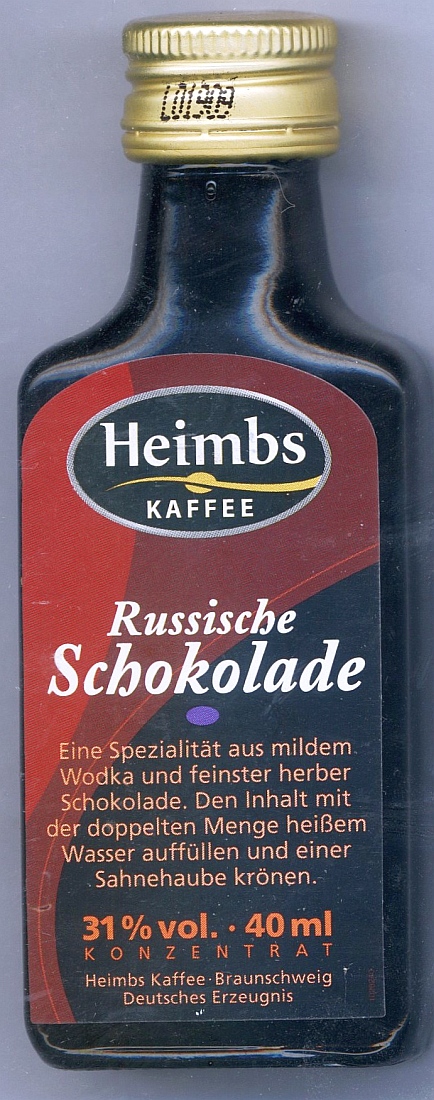 L01909
Heimbs
KAFFEE
Russische
Schokolade
Eine Spezialität aus mildem
Wodka und feinster herber
Schokolade. Den Inhalt mit
der doppelten Menge heißem
Wasser auffüllen und einer
Sahnehaube krönen.
31% vol. · 40 ml
KONZENTRAT
Heimbs Kaffee · Braunschweig
Deutsches Erzeugnis